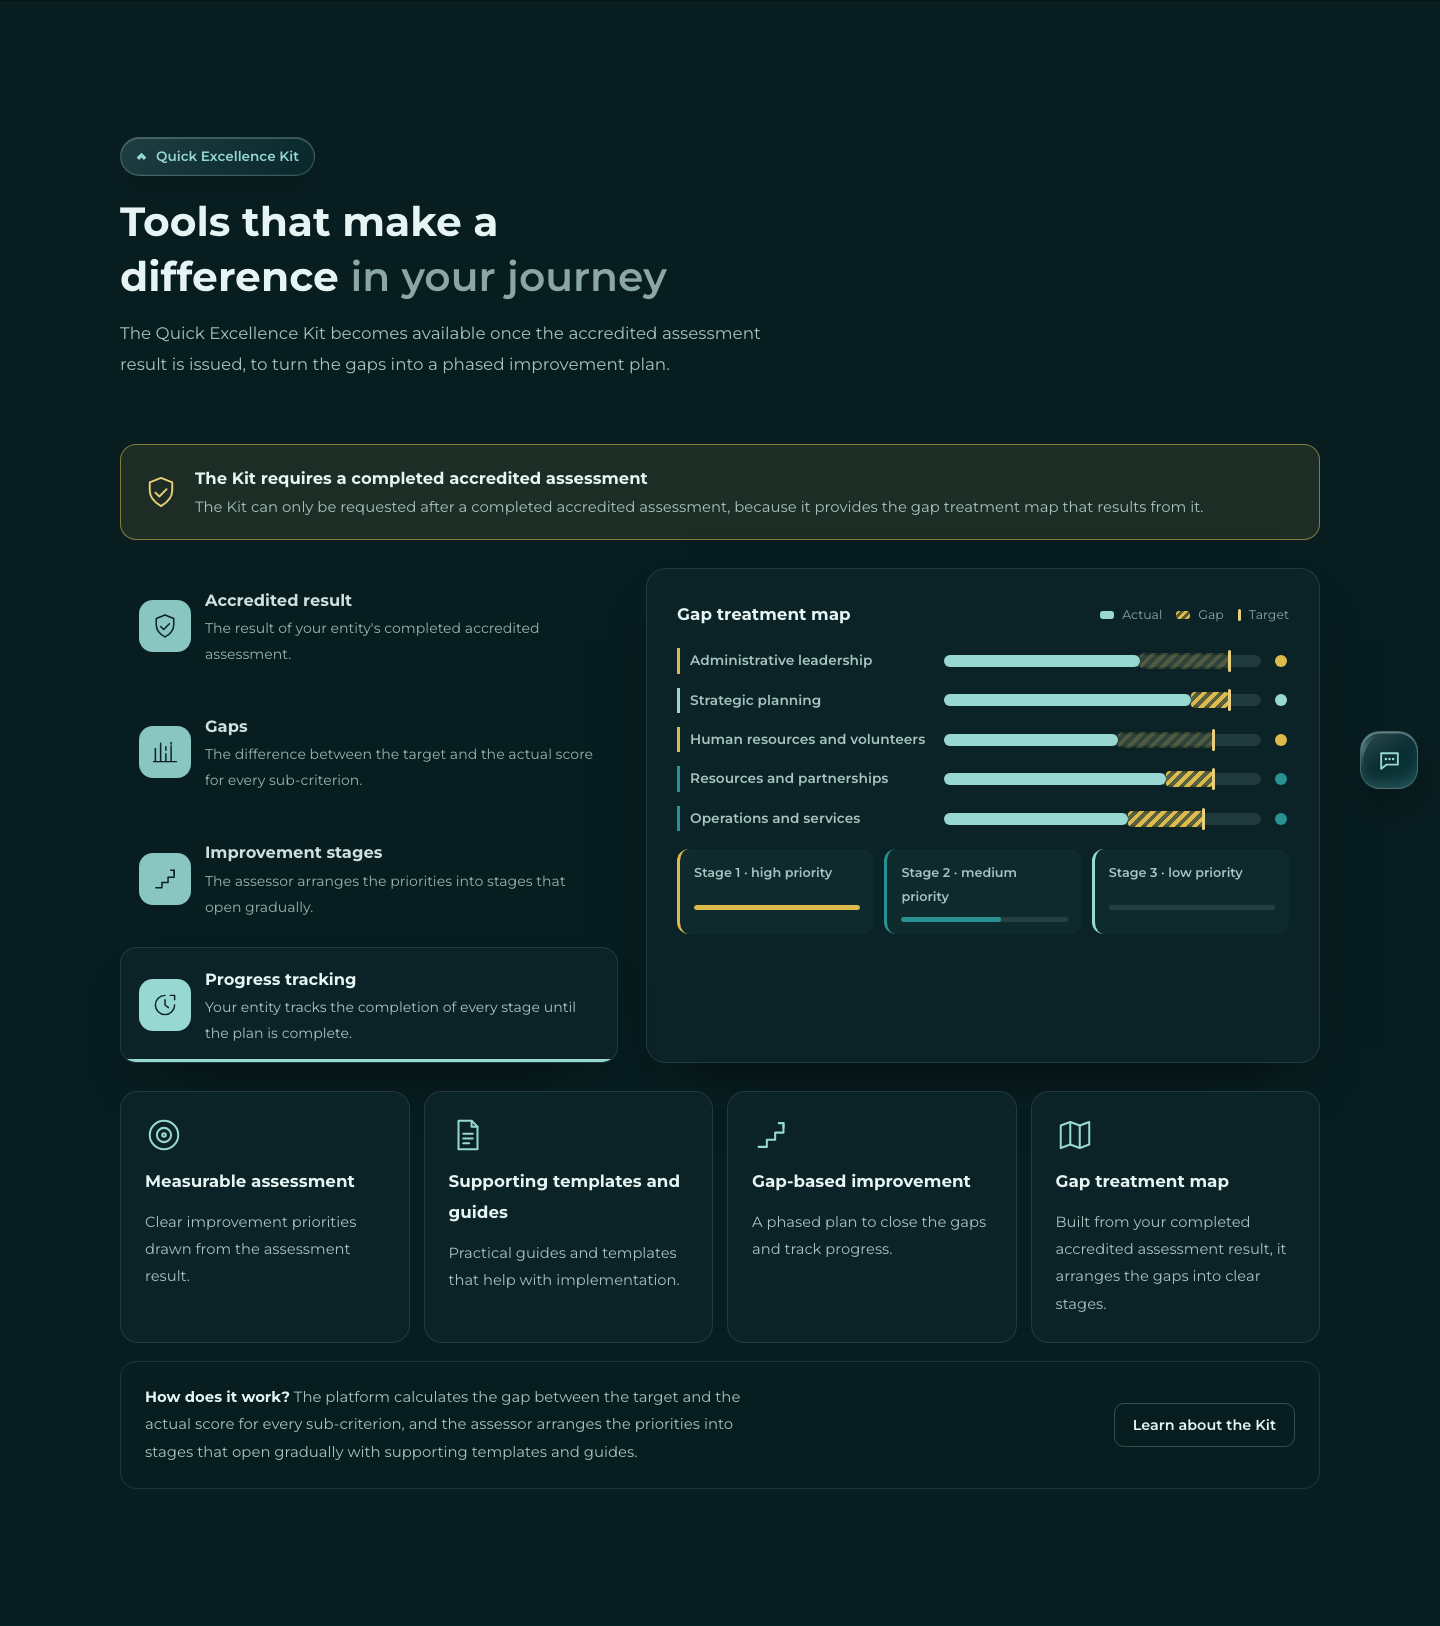 Quick Excellence Kit
Tools that make a
difference in your journey
The Quick Excellence Kit becomes available once the accredited assessment
result is issued, to turn the gaps into a phased improvement plan.
The Kit requires a completed accredited assessment
The Kit can only be requested after a completed accredited assessment, because it provides the gap treatment map that results from it.
Accredited result
The result of your entity's completed accredited
assessment.
Gaps
The difference between the target and the actual score
for every sub-criterion.
Improvement stages
The assessor arranges the priorities into stages that
open gradually.
Progress tracking
Your entity tracks the completion of every stage until
the plan is complete.
Gap treatment map
Actual
Gap
Target
Administrative leadership
Strategic planning
Human resources and volunteers
Resources and partnerships
Operations and services
Stage 1 · high priority
Stage 2 · medium
priority
Stage 3 · low priority
Measurable assessment
Clear improvement priorities
drawn from the assessment
result.
Supporting templates and
guides
Practical guides and templates
that help with implementation.
Gap-based improvement
A phased plan to close the gaps
and track progress.
Gap treatment map
Built from your completed
accredited assessment result, it
arranges the gaps into clear
stages.
How does it work? The platform calculates the gap between the target and the
actual score for every sub-criterion, and the assessor arranges the priorities into
stages that open gradually with supporting templates and guides.
Learn about the Kit